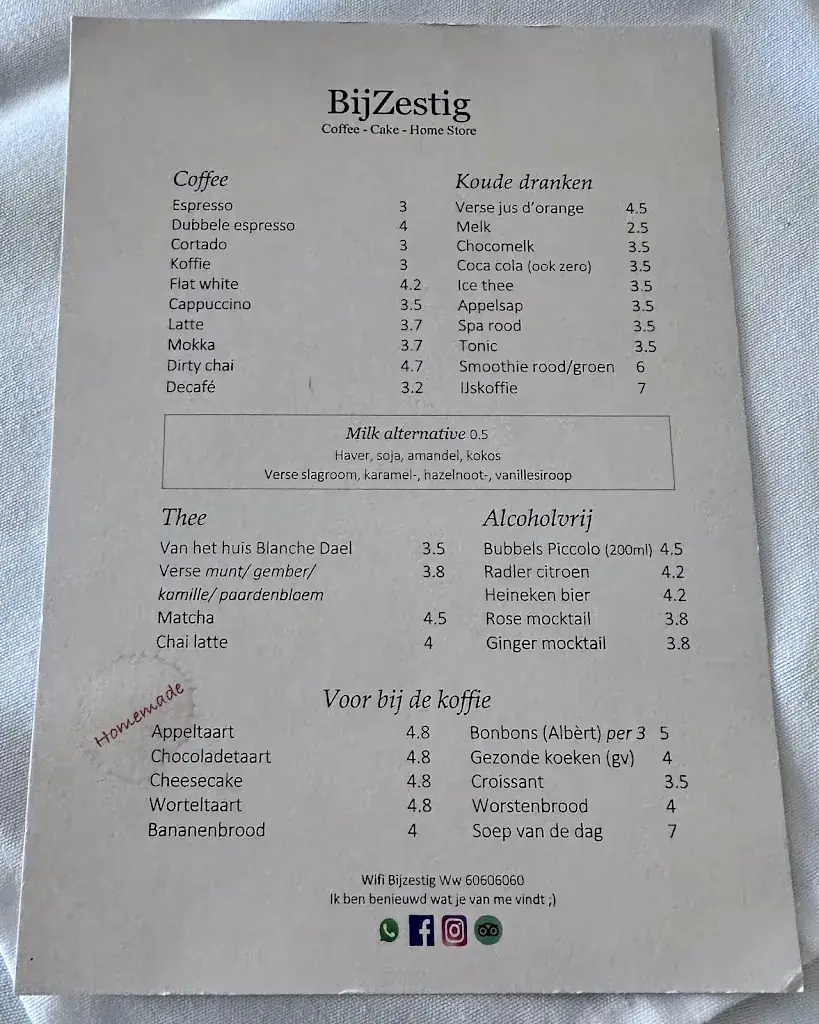 BijZestig
Coffee - Cake - Home Store
Coffee
Espresso 3
Dubbele espresso 4
Cortado 3
Koffie 3
Flat white 4.2
Cappuccino 3.5
Latte 3.7
Mokka 3.7
Dirty chai 4.7
Decafé 3.2
Koude dranken
Verse jus d'orange 4.5
Melk 2.5
Chocomelk 3.5
Coca cola (ook zero) 3.5
Ice thee 3.5
Appelsap 3.5
Spa rood 3.5
Tonic 3.5
Smoothie rood/groen 6
IJskoffie 7
Milk alternative 0.5
Haver, soja, amandel, kokos
Verse slagroom, karamel-, hazelnoot-, vanillesiroop
Thee
Van het huis Blanche Dael 3.5
Verse munt/ gember/ 3.8
kamille/ paardenbloem
Matcha 4.5
Chai latte 4
Alcoholvrij
Bubbels Piccolo (200ml) 4.5
Radler citroen 4.2
Heineken bier 4.2
Rose mocktail 3.8
Ginger mocktail 3.8
Voor bij de koffie
Homemade
Appeltaart 4.8
Chocoladetaart 4.8
Cheesecake 4.8
Worteltaart 4.8
Bananenbrood 4
Bonbons (Albèrt) per 3 5
Gezonde koeken (gv) 4
Croissant 3.5
Worstenbrood 4
Soep van de dag 7
Wifi Bijzestig Ww 60606060
Ik ben benieuwd wat je van me vindt ;)